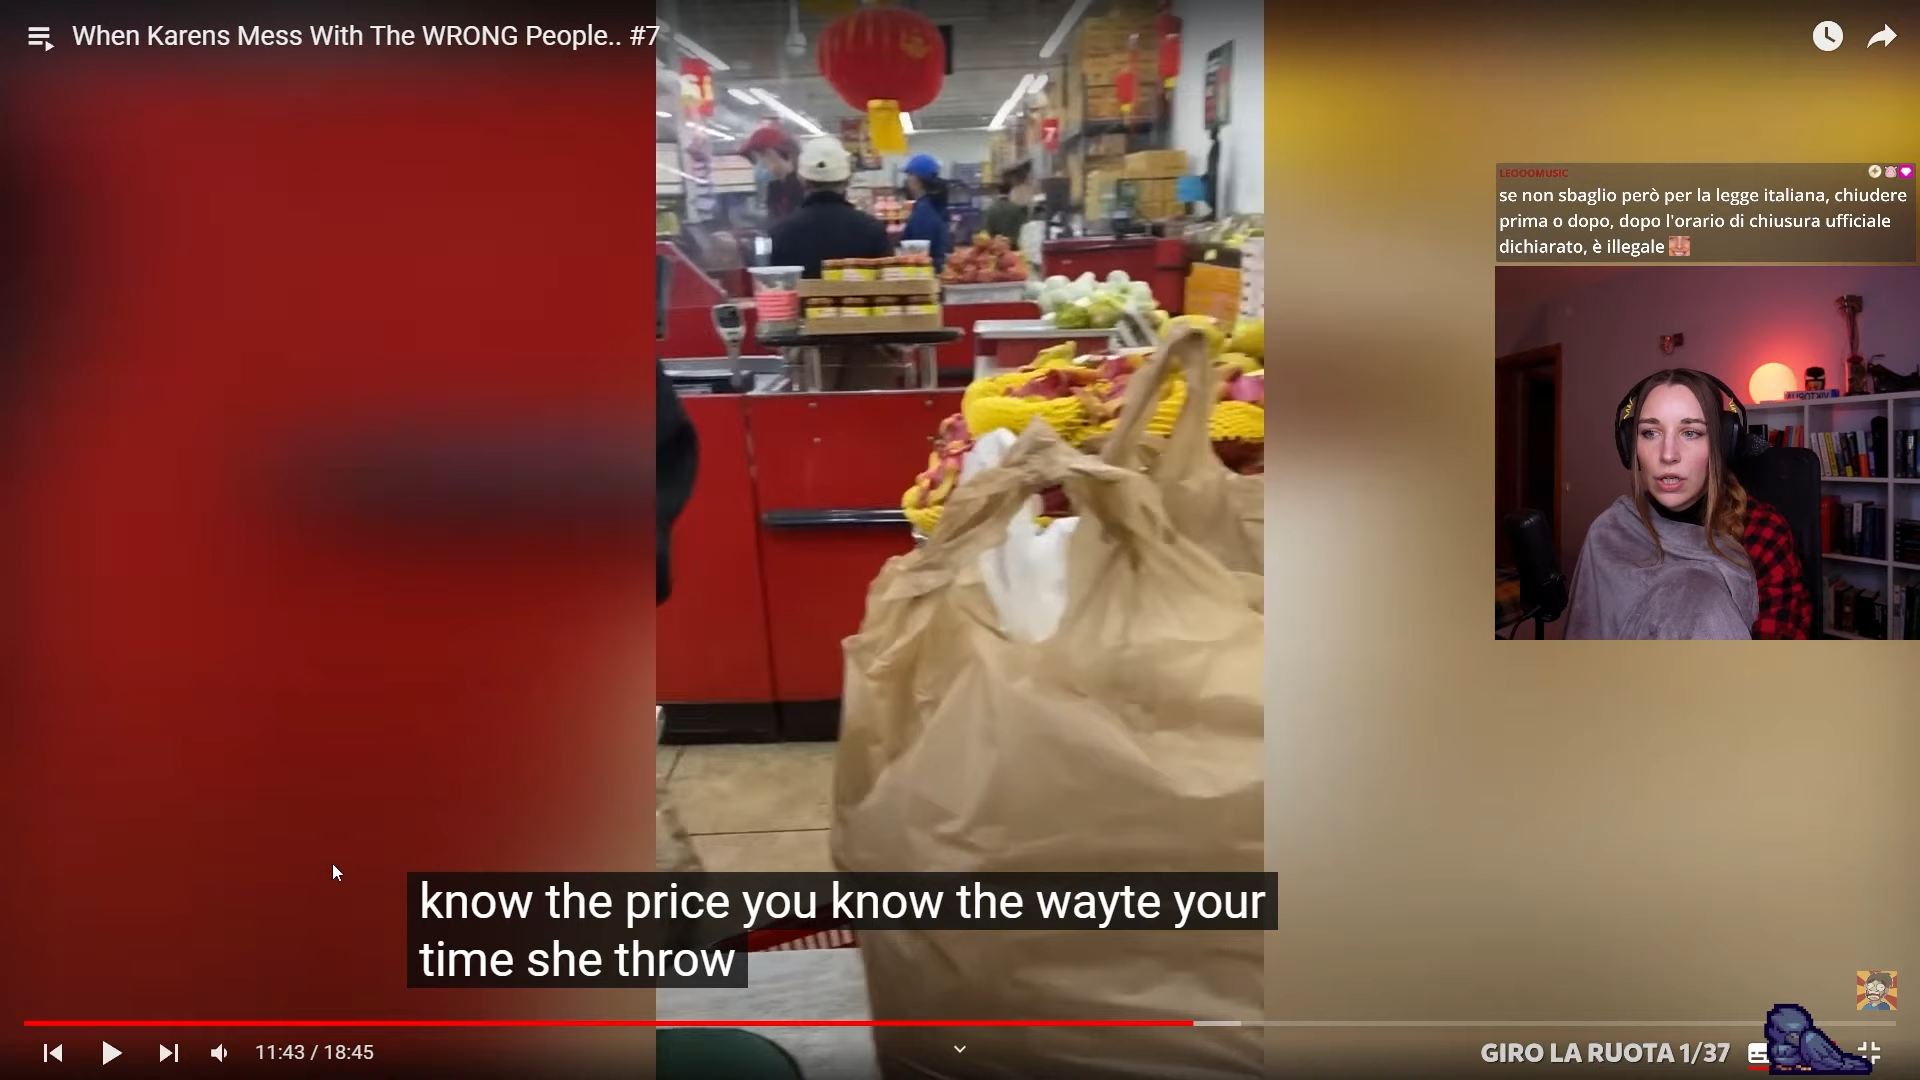 When Karens Mess With The WRONG People.. #7
LEOOOMUSIC
se non sbaglio però per la legge italiana, chiudere
prima o dopo, dopo l'orario di chiusura ufficiale
dichiarato, è illegale
7
know the price you know the wayte your
time she throw
11:43 / 18:45
GIRO LA RUOTA 1/37